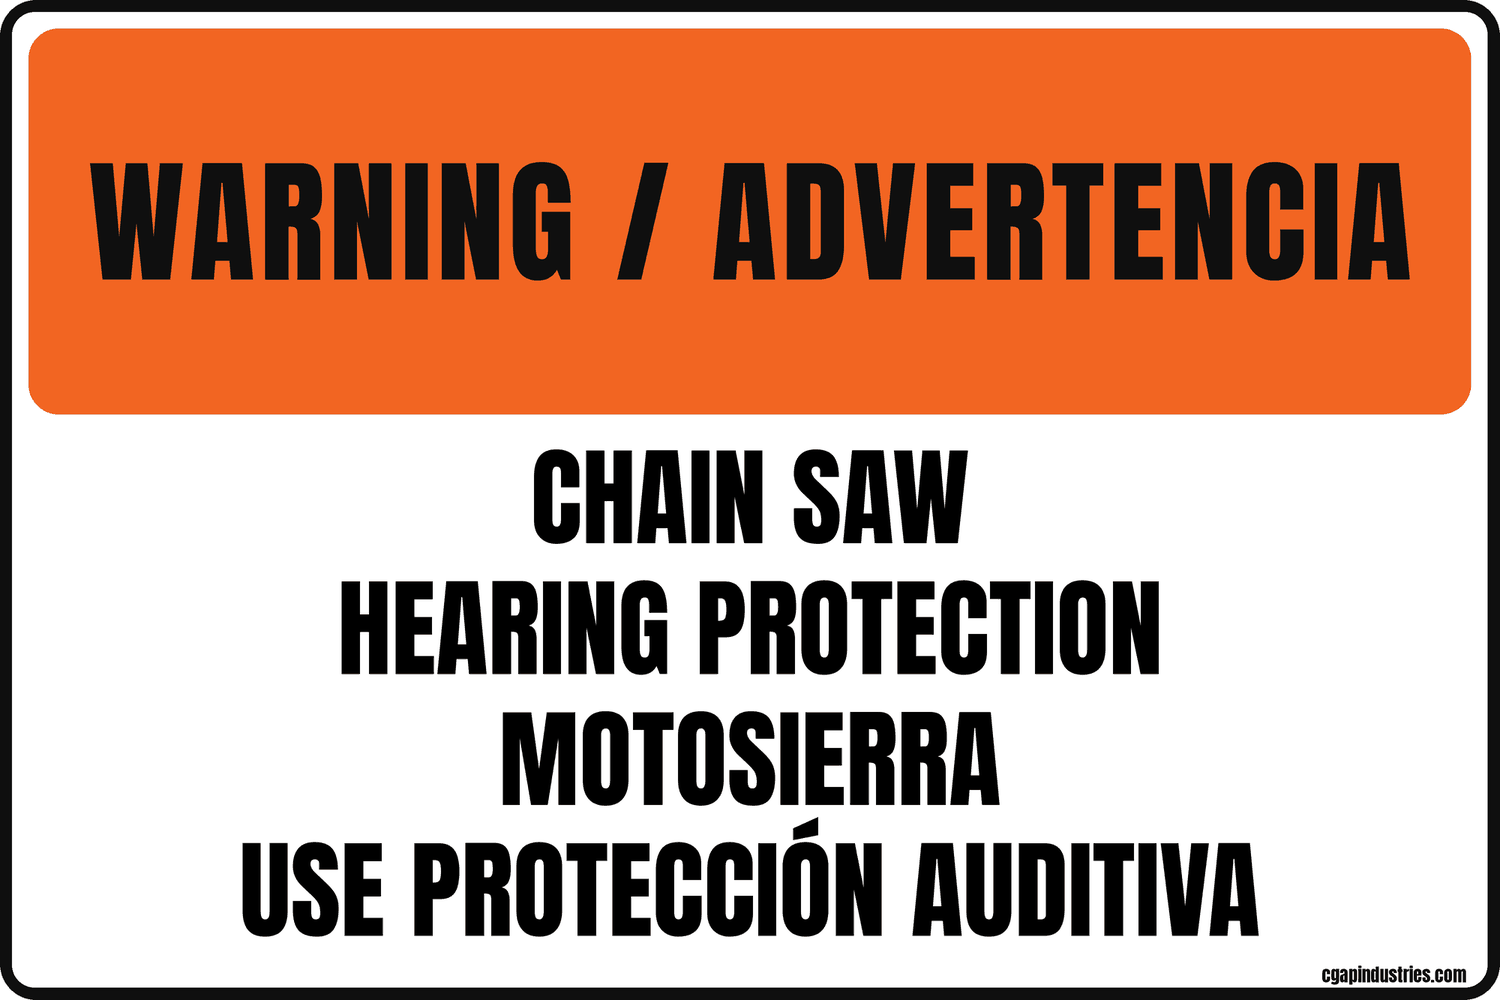 WARNING / ADVERTENCIA
CHAIN SAW
HEARING PROTECTION
MOTOSIERRA
USE PROTECCIÓN AUDITIVA
cgapindustries.com